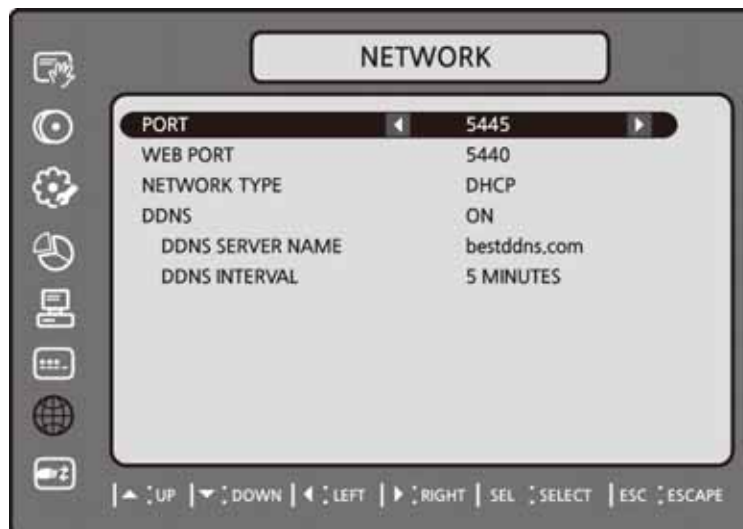 NETWORK
PORT 5445
WEB PORT 5440
NETWORK TYPE DHCP
DDNS ON
DDNS SERVER NAME bestddns.com
DDNS INTERVAL 5 MINUTES
▲ : UP | ▼ : DOWN | ◀ : LEFT | ▶ : RIGHT | SEL : SELECT | ESC : ESCAPE